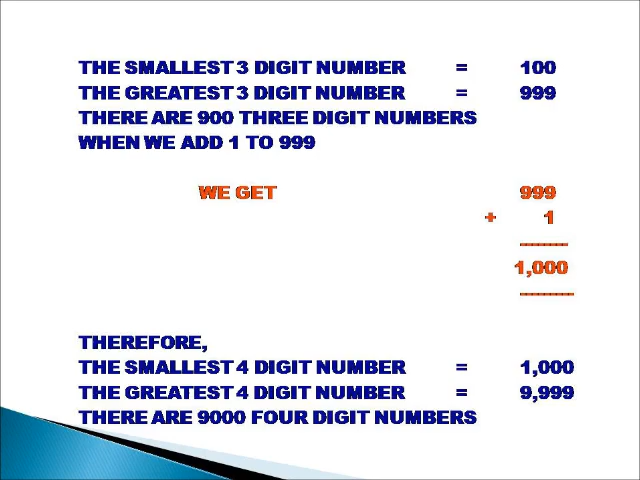 THE SMALLEST 3 DIGIT NUMBER = 100
THE GREATEST 3 DIGIT NUMBER = 999
THERE ARE 900 THREE DIGIT NUMBERS
WHEN WE ADD 1 TO 999
WE GET 999
+ 1
1,000
THEREFORE,
THE SMALLEST 4 DIGIT NUMBER = 1,000
THE GREATEST 4 DIGIT NUMBER = 9,999
THERE ARE 9000 FOUR DIGIT NUMBERS